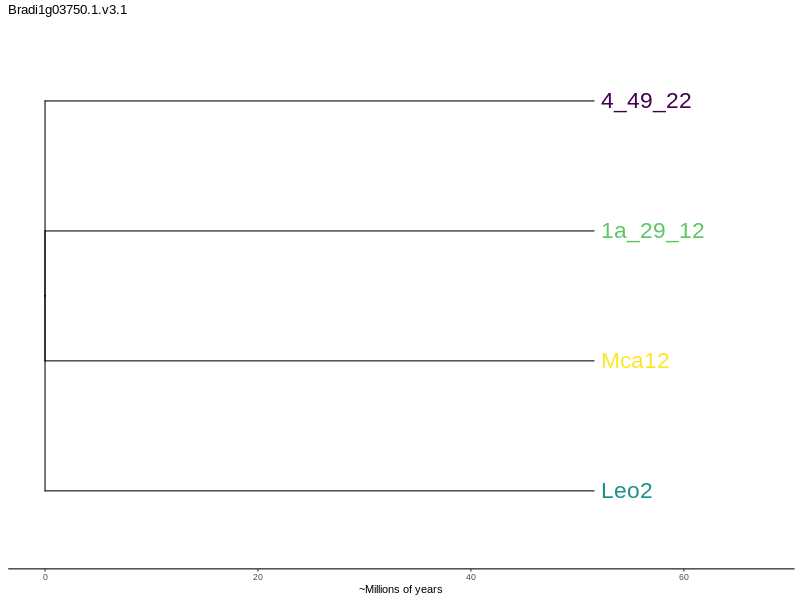 Bradi1g03750.1.v3.1
4_49_22
1a_29_12
Mca12
Leo2
0 20 40 60
~Millions of years